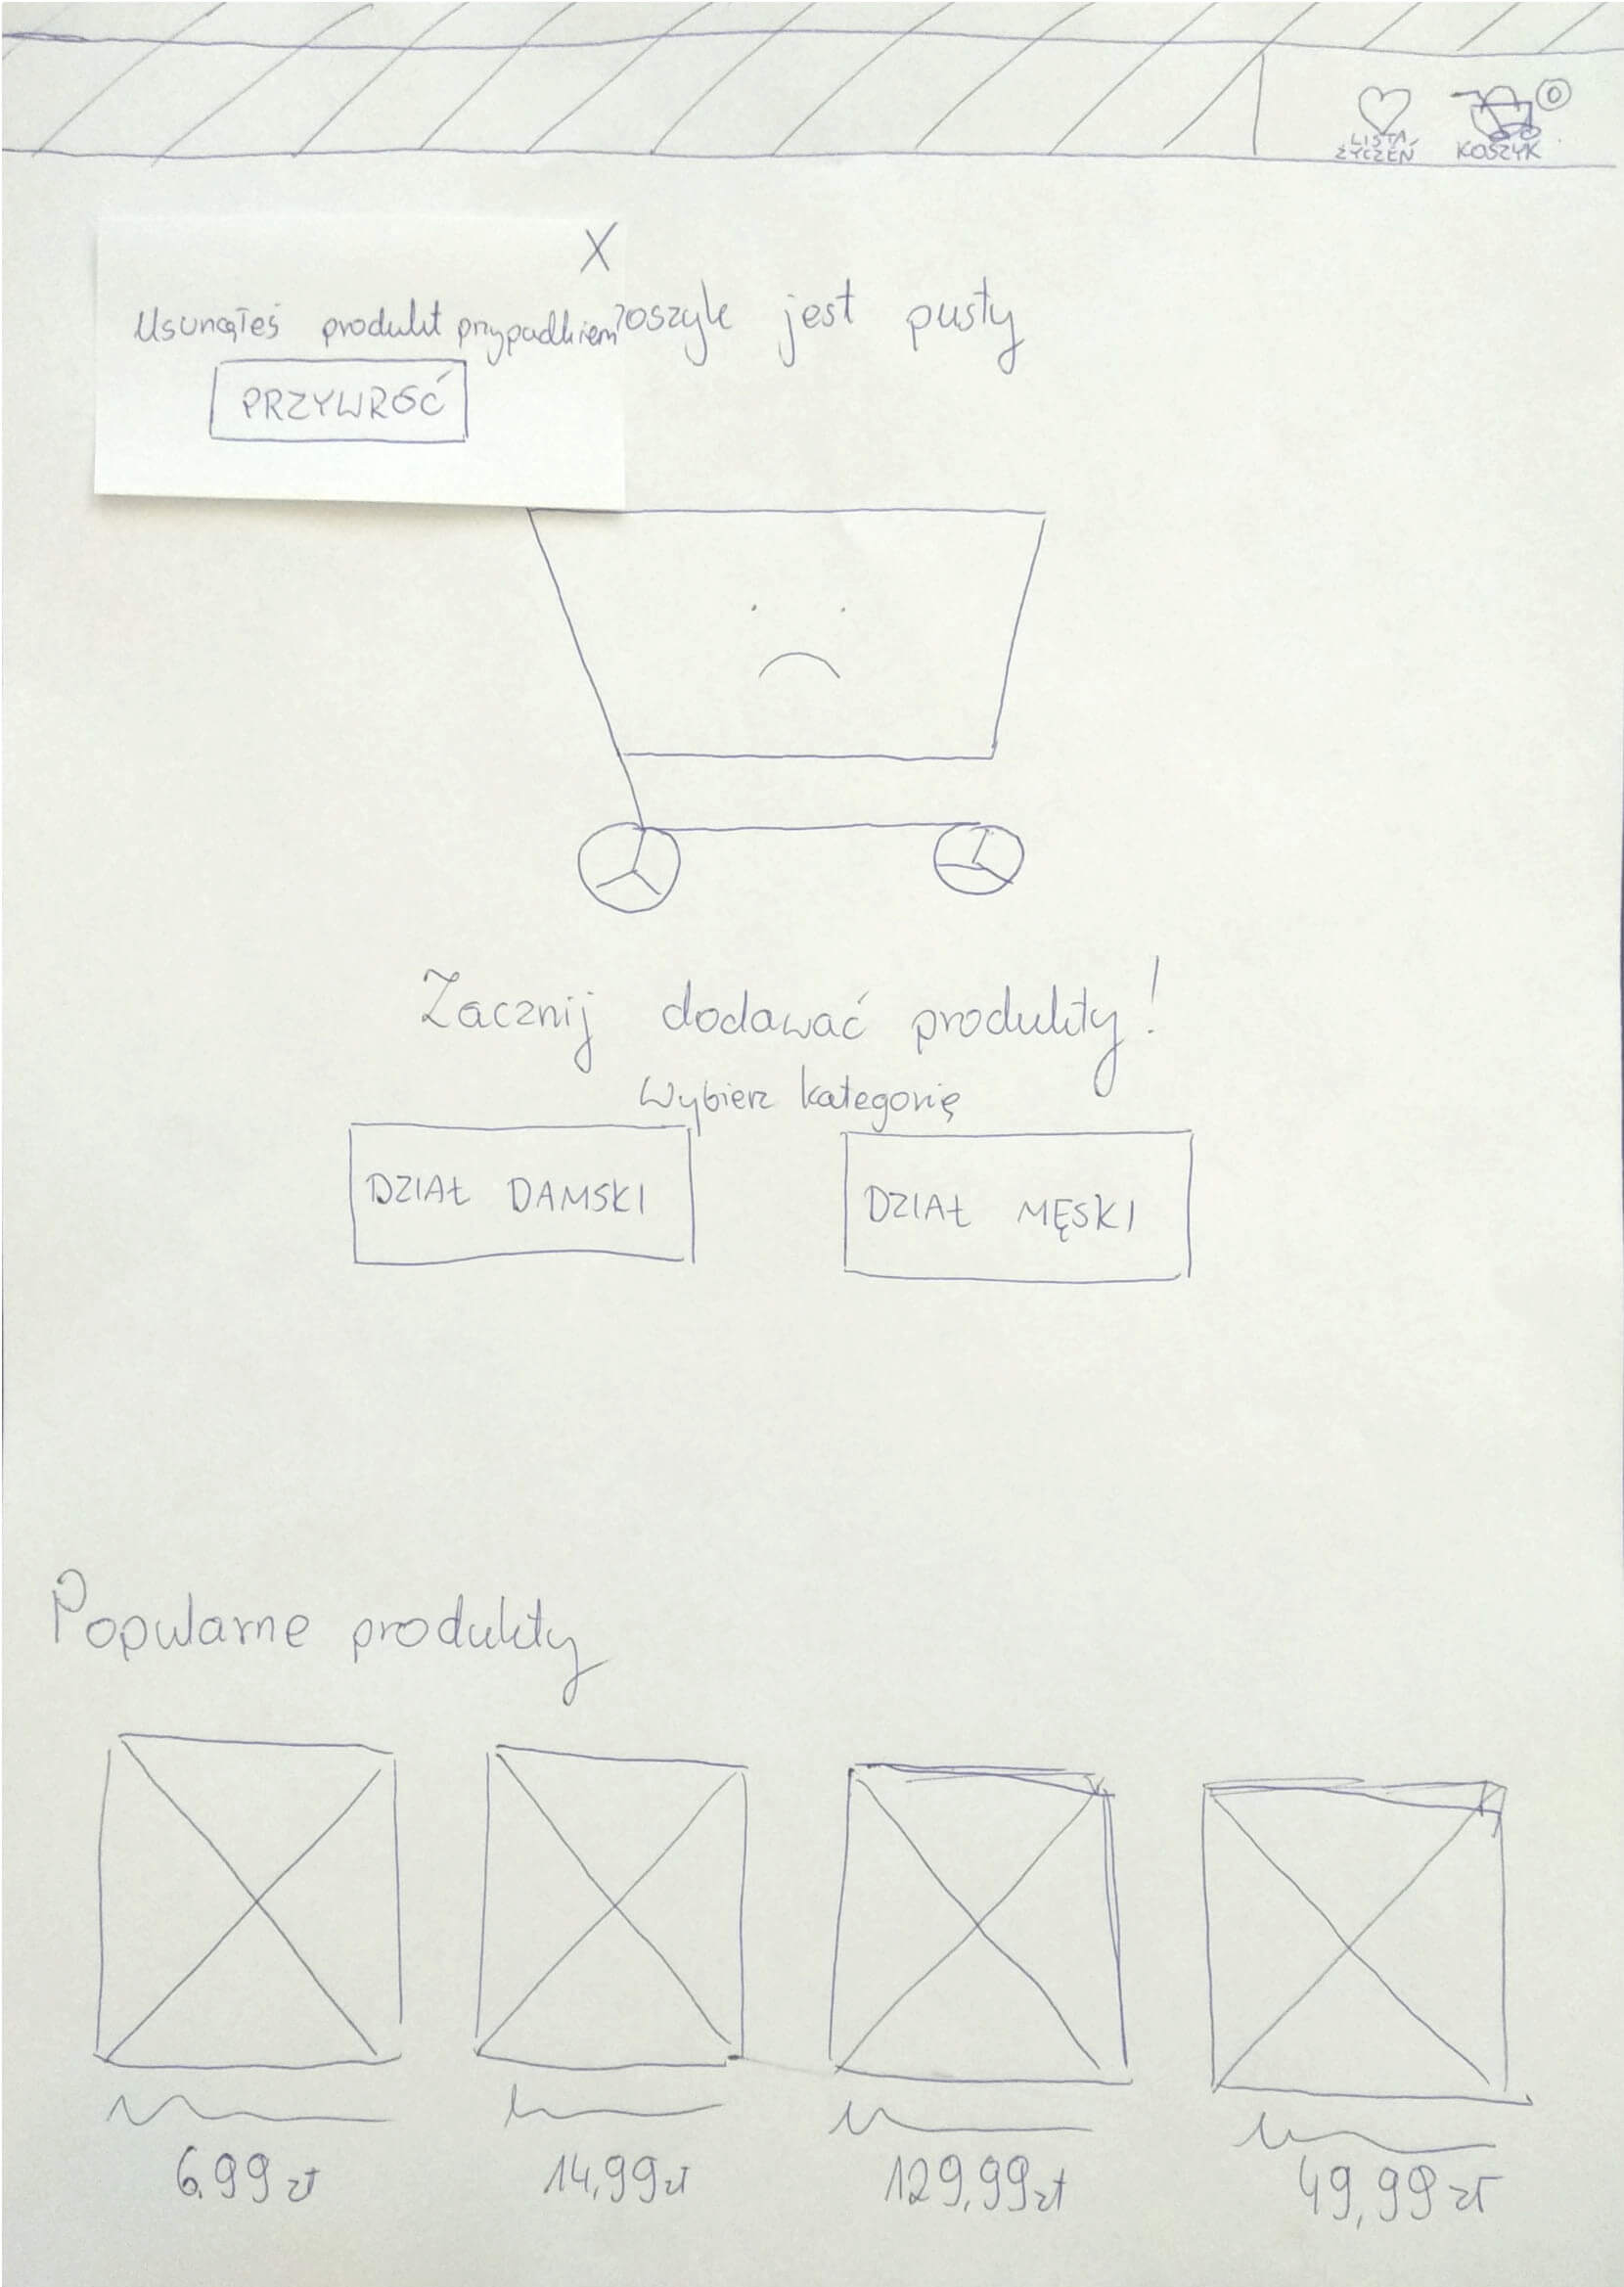 0
LISTA
ŻYCZEŃ
KOSZYK
X
Usunąłeś produkt przypadkiem?
PRZYWRÓĆ
oszyk jest pusty
Zacznij dodawać produkty!
Wybierz kategorię
DZIAŁ DAMSKI
DZIAŁ MĘSKI
Popularne produkty
6,99 zł
14,99 zł
129,99 zł
49,99 zł